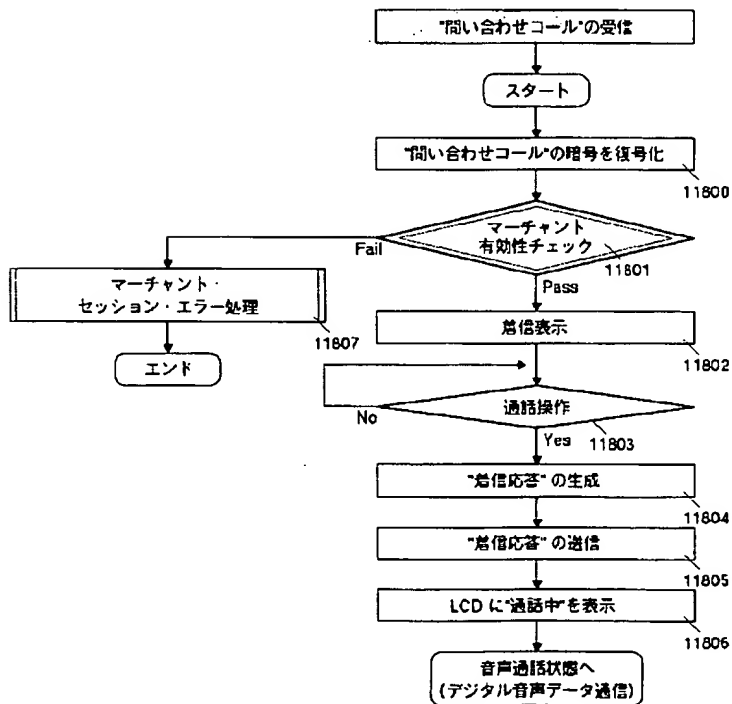 "問い合わせコール"の受信
スタート
"問い合わせコール"の暗号を復号化
11800
マーチャント
有効性チェック
11801
Fail
Pass
マーチャント・
セッション・エラー処理
11807
エンド
着信表示
11802
通話操作
11803
No
Yes
"着信応答" の生成
11804
"着信応答" の送信
11805
LCD に"通話中"を表示
11806
音声通話状態へ
(デジタル音声データ通信)